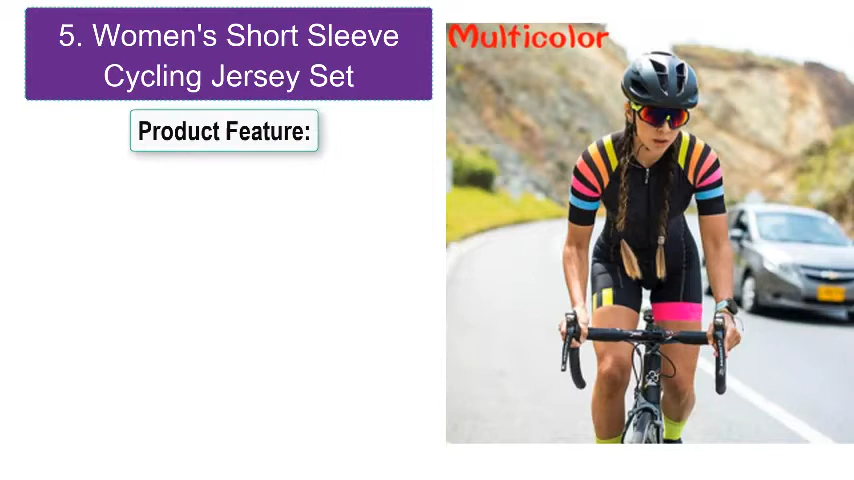 5. Women's Short Sleeve
Cycling Jersey Set
Product Feature:
Multicolor